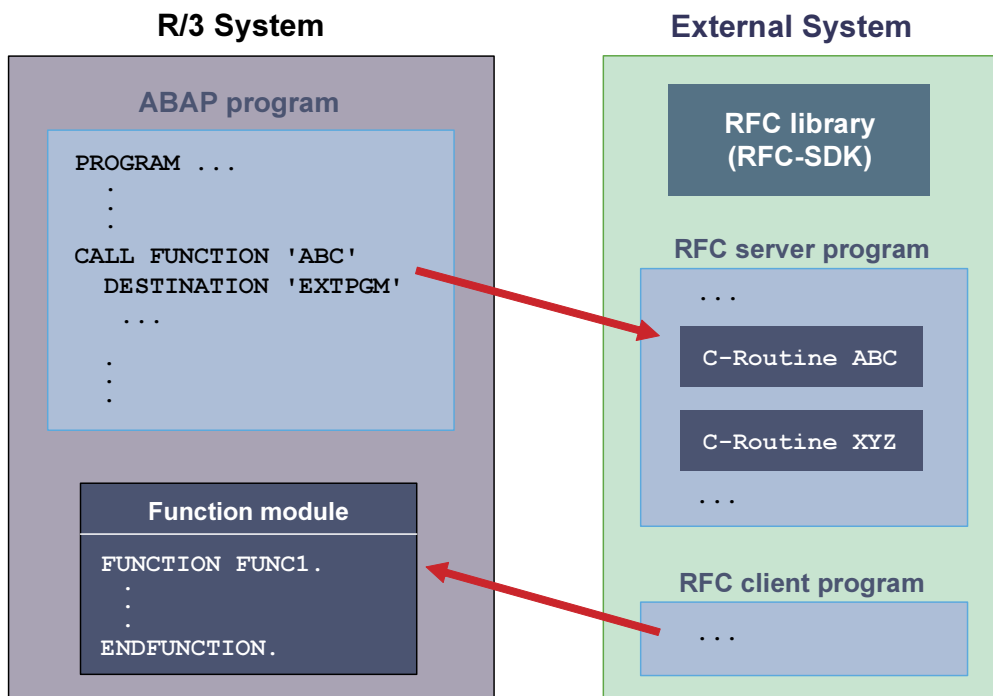 R/3 System
ABAP program
PROGRAM ...
.
.
.
CALL FUNCTION 'ABC'
DESTINATION 'EXTPGM'
...
.
.
.
Function module
FUNCTION FUNC1.
.
.
.
ENDFUNCTION.
External System
RFC library
(RFC-SDK)
RFC server program
...
C-Routine ABC
C-Routine XYZ
...
RFC client program
...